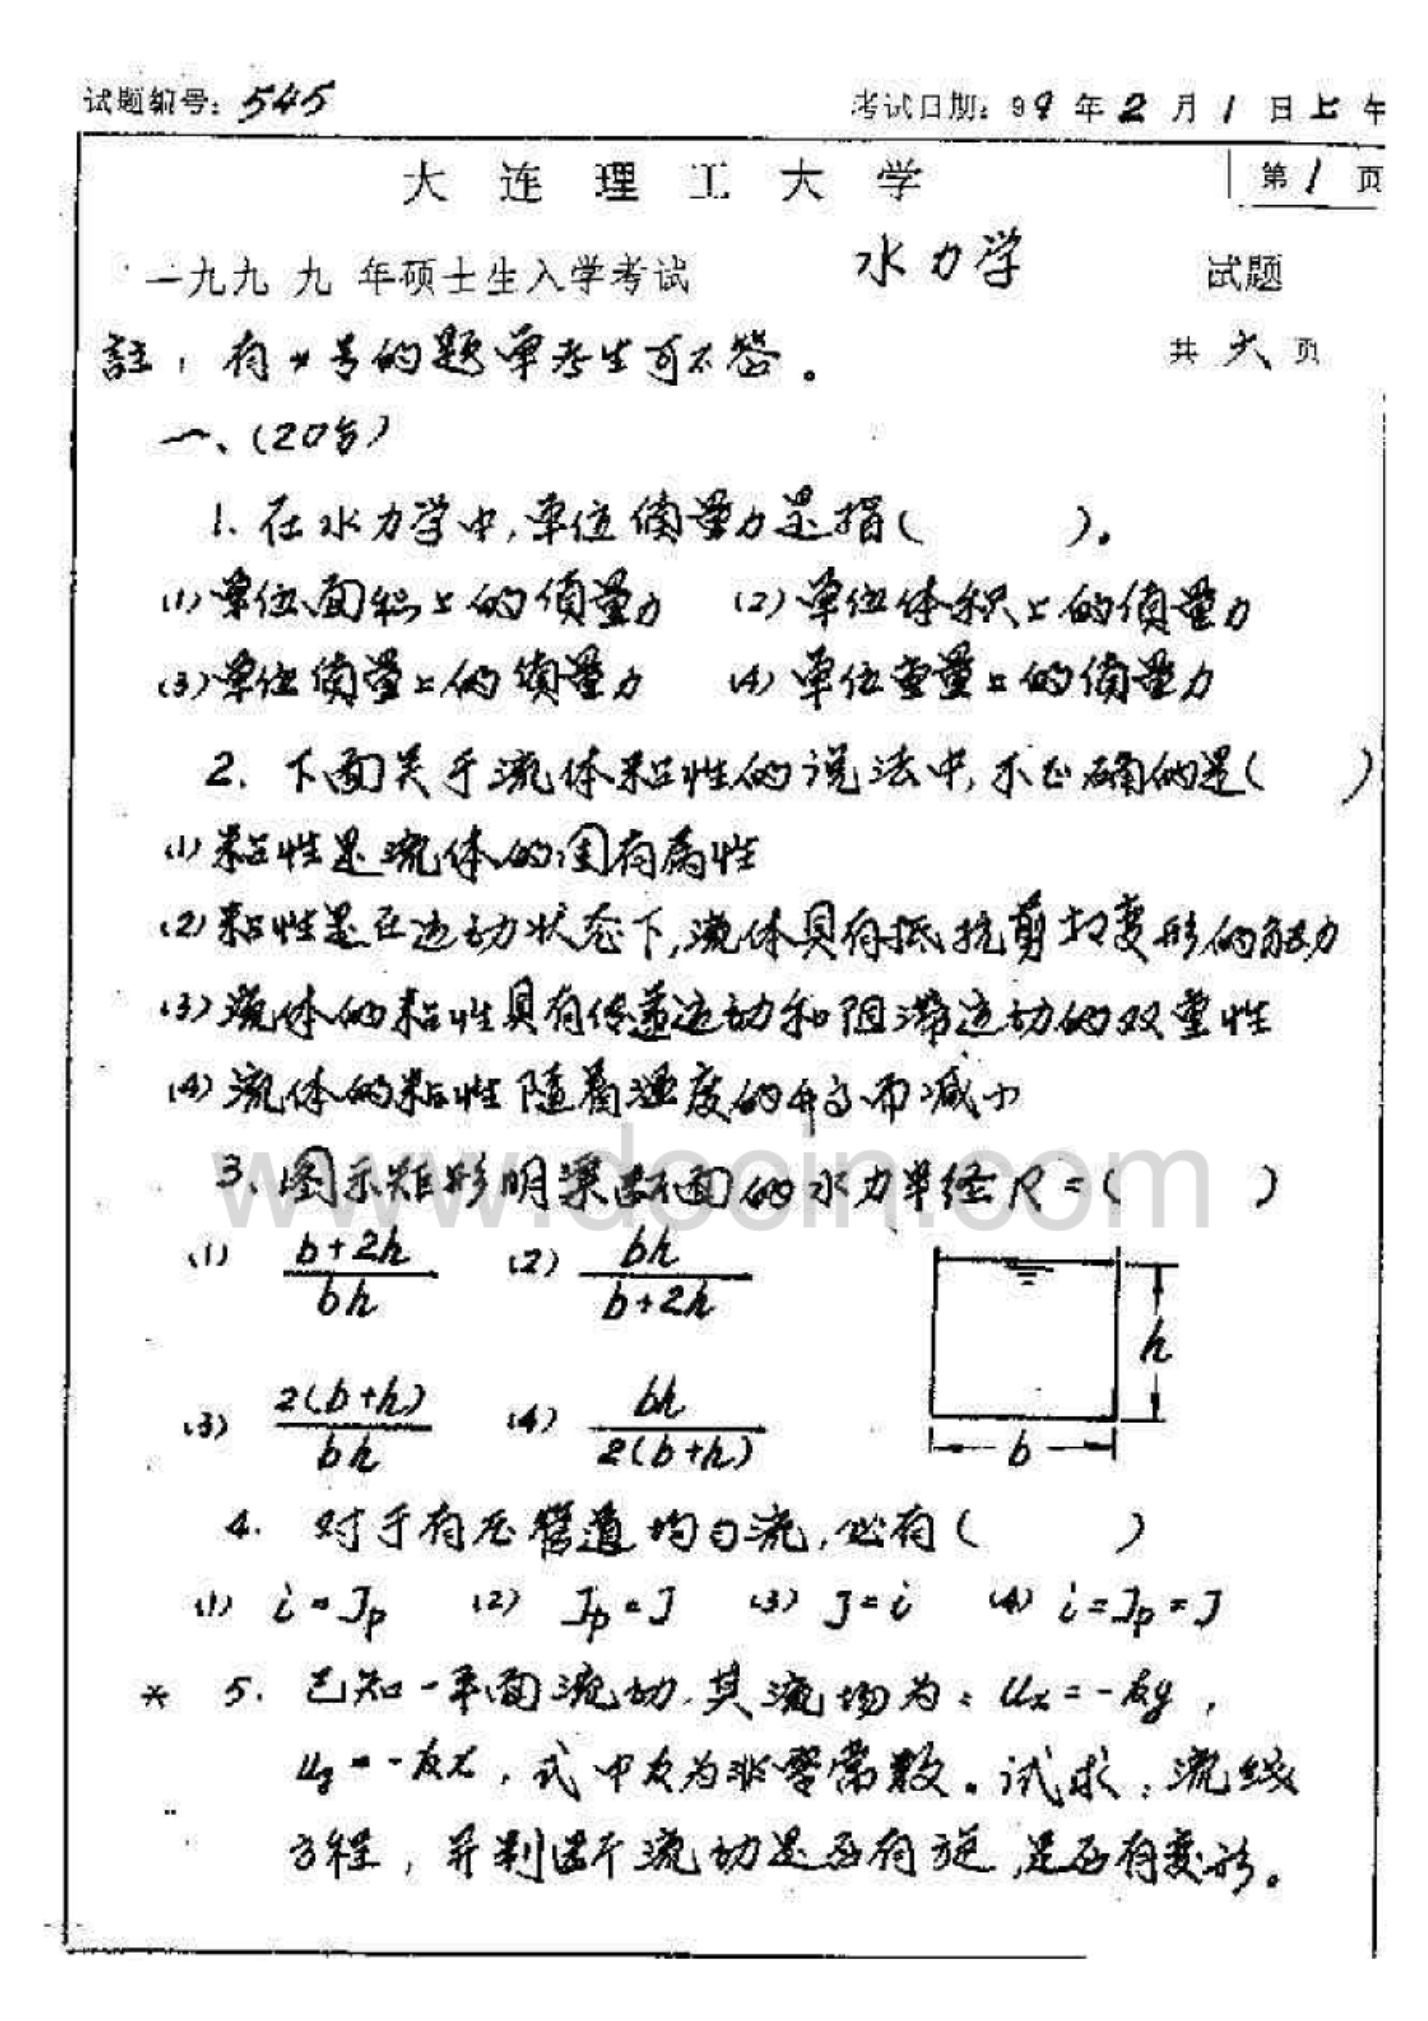 试题编号: 545 考试日期: 99 年 2 月 1 日 上 午
大连理工大学 第 1 页
一九九 九 年硕士生入学考试 水力学 试题
註: 有*号的题单考生可不答。 共 六 页
一、(20分)
1. 在水力学中,单位质量力是指( )。
(1) 单位面积上的质量力 (2) 单位体积上的质量力
(3) 单位质量上的质量力 (4) 单位重量上的质量力
2. 下面关于流体粘性的说法中,不正确的是( )
(1) 粘性是流体的固有属性
(2) 粘性是在运动状态下,流体具有抵抗剪切变形的能力
(3) 流体的粘性具有传递运动和阻滞运动的双重性
(4) 流体的粘性随着温度的升高而减小
www.docin.com
3. 图示矩形明渠断面的水力半径 R = ( )
(1) (b+2h)/(bh) (2) bh/(b+2h)
h
(3) 2(b+h)/(bh) (4) bh/(2(b+h))
b
4. 对于有压管道均匀流,必有( )
(1) i = Jp (2) Jp = J (3) J = i (4) i = Jp = J
* 5. 已知一平面流动,其流场为: ux = -ky ,
uy = -kx , 式中k为非零常数。试求: 流线
方程, 并判断流动是否有旋, 是否有变形。